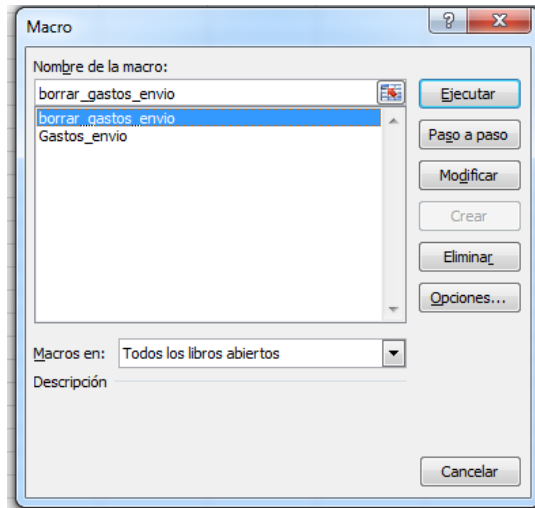 Macro
Nombre de la macro:
borrar_gastos_envio
borrar_gastos_envio
Gastos_envio
Ejecutar
Paso a paso
Modificar
Crear
Eliminar
Opciones...
Macros en:
Todos los libros abiertos
Descripción
Cancelar